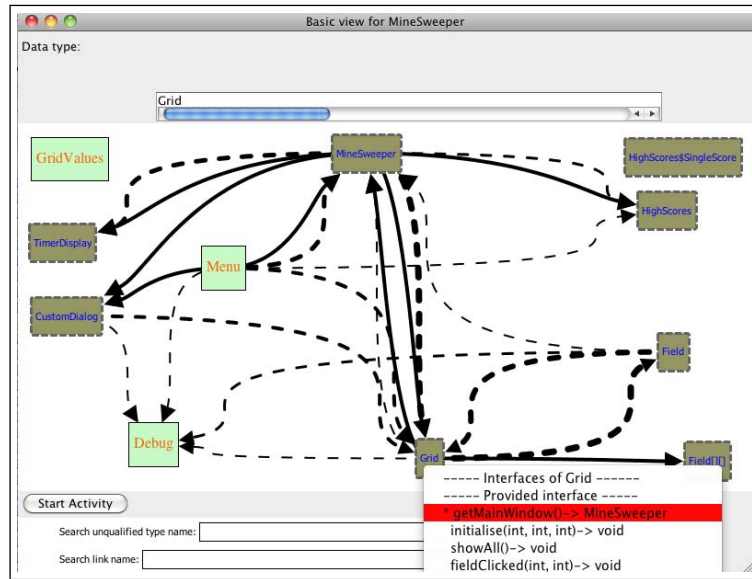 Basic view for MineSweeper
Data type:
Grid
GridValues
MineSweeper
HighScores$SingleScore
HighScores
TimerDisplay
Menu
CustomDialog
Field
Debug
Grid
Field[][]
Start Activity
----- Interfaces of Grid ------
----- Provided interface -----
* getMainWindow()-> MineSweeper
initialise(int, int, int)-> void
showAll()-> void
fieldClicked(int, int)-> void
Search unqualified type name:
Search link name: